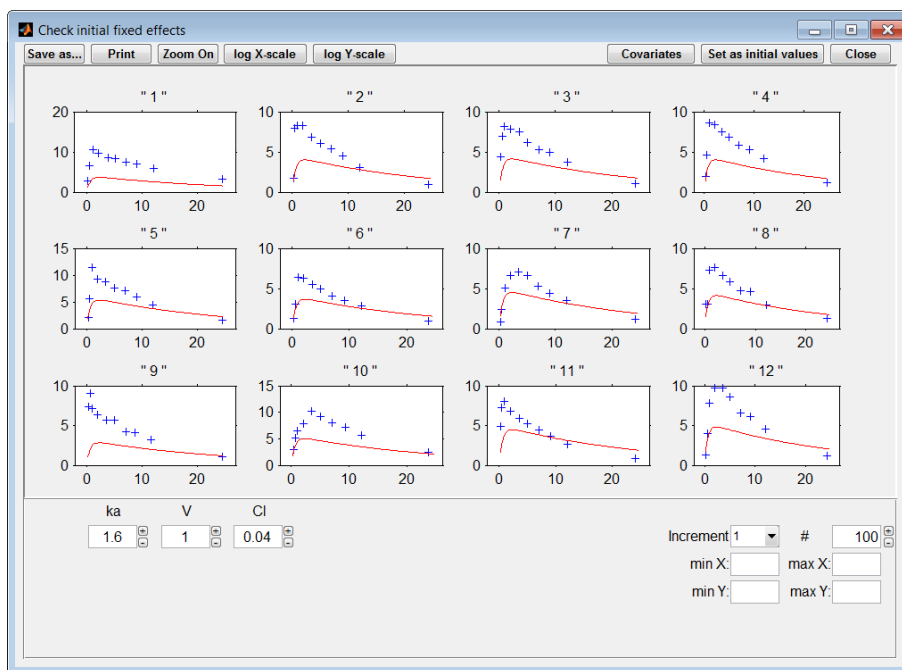 Check initial fixed effects
Save as... Print Zoom On log X-scale log Y-scale Covariates Set as initial values Close
" 1 " " 2 " " 3 " " 4 "
20 10 10 10
10 5 5 5
0 0 0 0
0 10 20 0 10 20 0 10 20 0 10 20
" 5 " " 6 " " 7 " " 8 "
15 10 10 10
10
5 5 5 5
0 0 0 0
0 10 20 0 10 20 0 10 20 0 10 20
" 9 " " 10 " " 11 " " 12 "
10 15 10 10
10
5 5 5 5
0 0 0 0
0 10 20 0 10 20 0 10 20 0 10 20
ka V Cl
1.6 1 0.04 Increment 1 # 100
min X: max X:
min Y: max Y: